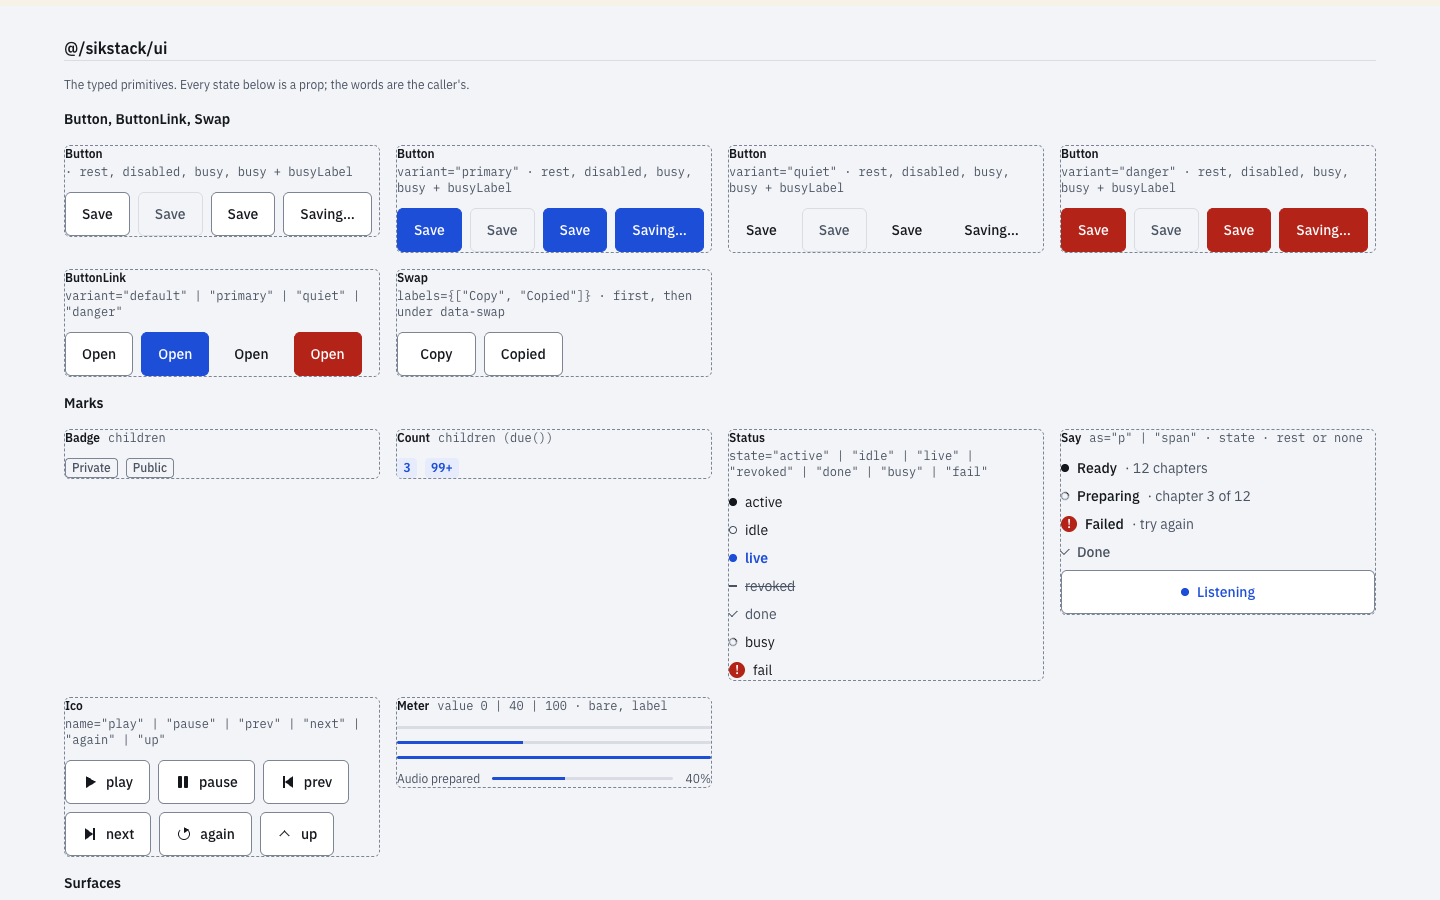 @/sikstack/ui
The typed primitives. Every state below is a prop; the words are the caller's.
Button, ButtonLink, Swap
Button
· rest, disabled, busy, busy + busyLabel
Save Save Save Saving...
Button
variant="primary" · rest, disabled, busy,
busy + busyLabel
Save Save Save Saving...
Button
variant="quiet" · rest, disabled, busy,
busy + busyLabel
Save Save Save Saving...
Button
variant="danger" · rest, disabled, busy,
busy + busyLabel
Save Save Save Saving...
ButtonLink
variant="default" | "primary" | "quiet" |
"danger"
Open Open Open Open
Swap
labels={["Copy", "Copied"]} · first, then
under data-swap
Copy Copied
Marks
Badge children
Private Public
Count children (due())
3 99+
Status
state="active" | "idle" | "live" |
"revoked" | "done" | "busy" | "fail"
active
idle
live
revoked
done
busy
! fail
Say as="p" | "span" · state · rest or none
Ready · 12 chapters
Preparing · chapter 3 of 12
! Failed · try again
Done
Listening
Ico
name="play" | "pause" | "prev" | "next" |
"again" | "up"
play pause prev
next again up
Meter value 0 | 40 | 100 · bare, label
Audio prepared 40%
Surfaces